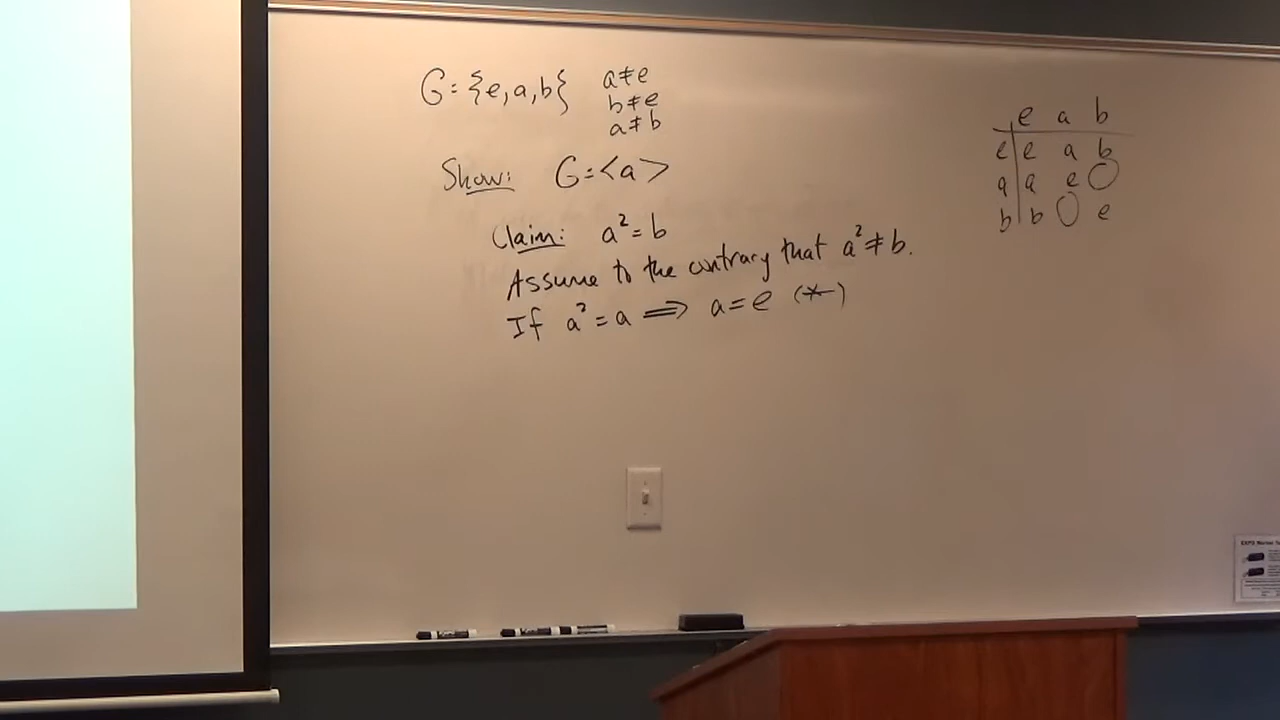 G = {e, a, b} a ≠ e
b ≠ e
a ≠ b
Show: G = <a>
Claim: a² = b
Assume to the contrary that a² ≠ b.
If a² = a ⟹ a = e (*)
e a b
e e a b
a a e
b b e